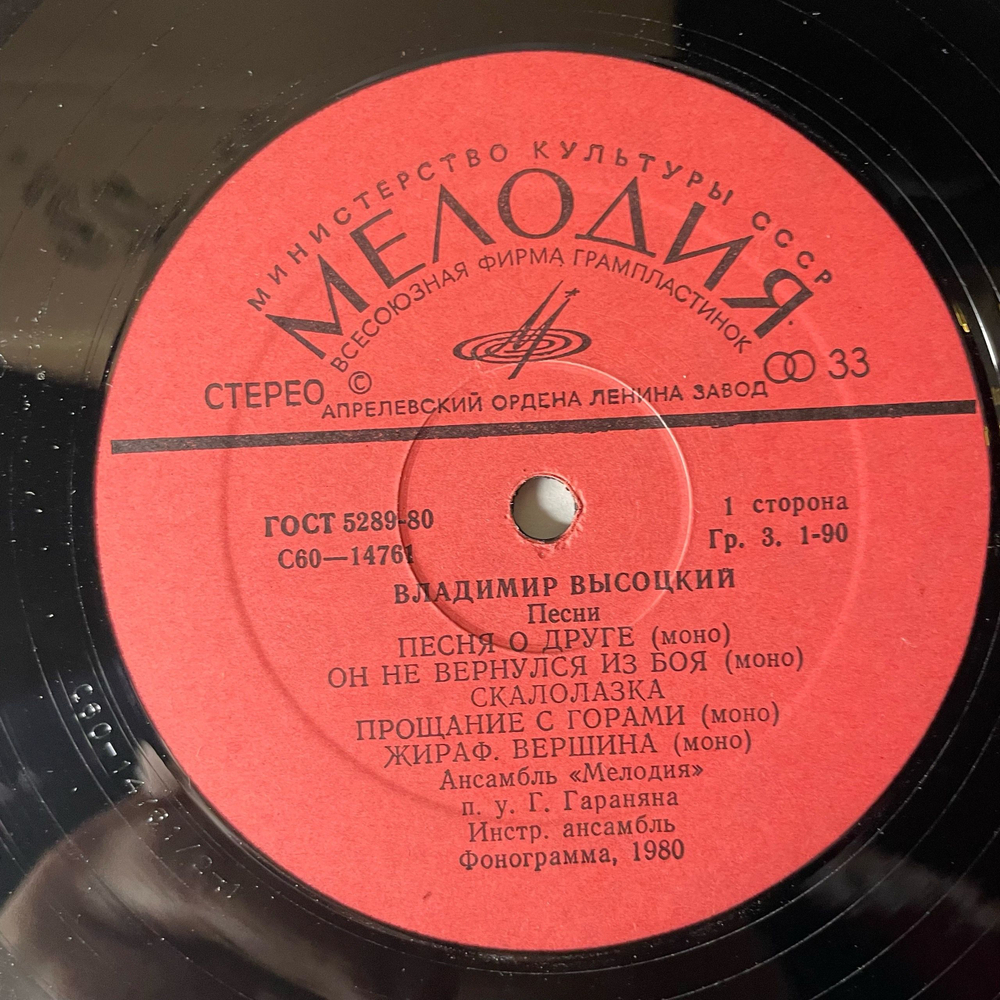 МИНИСТЕРСТВО КУЛЬТУРЫ СССР
МЕЛОДИЯ
ВСЕСОЮЗНАЯ ФИРМА ГРАМПЛАСТИНОК
СТЕРЕО © 33
АПРЕЛЕВСКИЙ ОРДЕНА ЛЕНИНА ЗАВОД
ГОСТ 5289-80
С60—14761
1 сторона
Гр. 3. 1-90
ВЛАДИМИР ВЫСОЦКИЙ
Песни
ПЕСНЯ О ДРУГЕ (моно)
ОН НЕ ВЕРНУЛСЯ ИЗ БОЯ (моно)
СКАЛОЛАЗКА
ПРОЩАНИЕ С ГОРАМИ (моно)
ЖИРАФ. ВЕРШИНА (моно)
Ансамбль «Мелодия»
п. у. Г. Гараняна
Инстр. ансамбль
Фонограмма, 1980